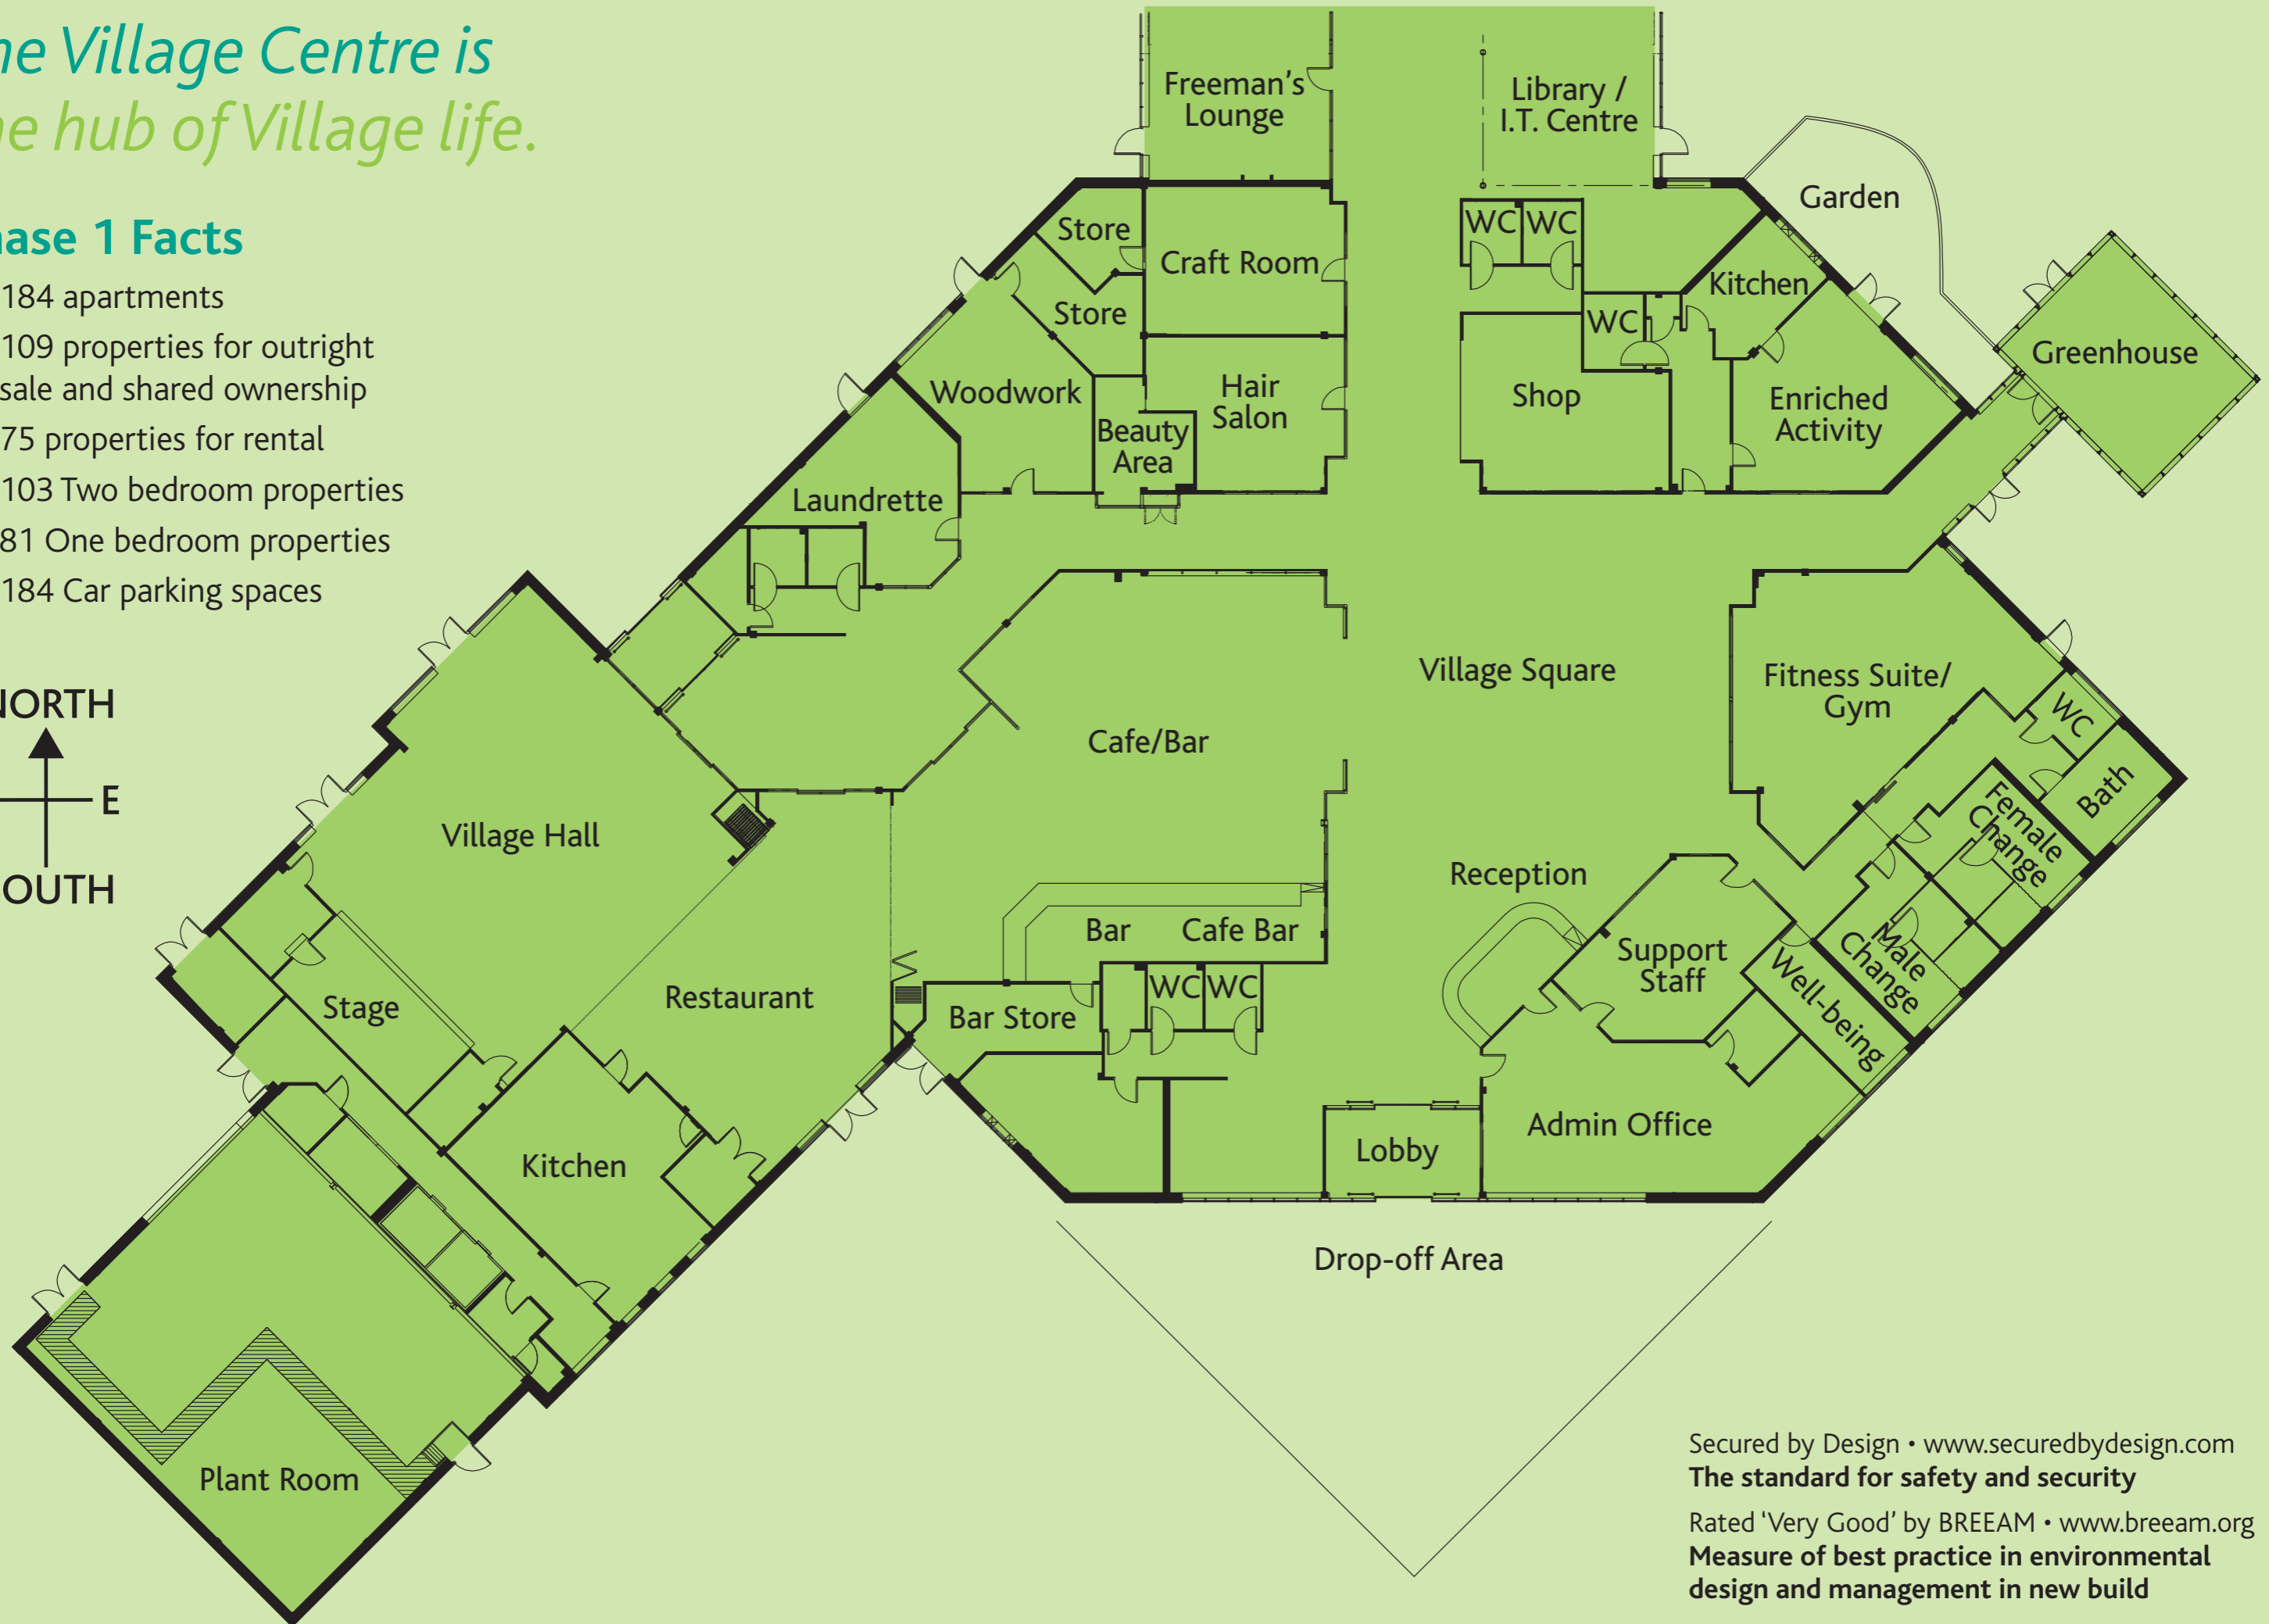 ne Village Centre is
ne hub of Village life.
ase 1 Facts
184 apartments
109 properties for outright
sale and shared ownership
75 properties for rental
103 Two bedroom properties
81 One bedroom properties
184 Car parking spaces
NORTH
E
OUTH
Freeman's
Lounge
Library /
I.T. Centre
Garden
Store
Craft Room
WC
WC
Kitchen
Store
WC
Greenhouse
Woodwork
Hair
Salon
Shop
Enriched
Activity
Beauty
Area
Laundrette
Village Square
Fitness Suite/
Gym
WC
Cafe/Bar
Bath
Village Hall
Female
Change
Reception
Bar
Cafe Bar
Support
Staff
Male
Change
Well-being
Stage
Restaurant
WC
WC
Bar Store
Kitchen
Lobby
Admin Office
Drop-off Area
Plant Room
Secured by Design • www.securedbydesign.com
The standard for safety and security
Rated ‘Very Good’ by BREEAM • www.breeam.org
Measure of best practice in environmental
design and management in new build